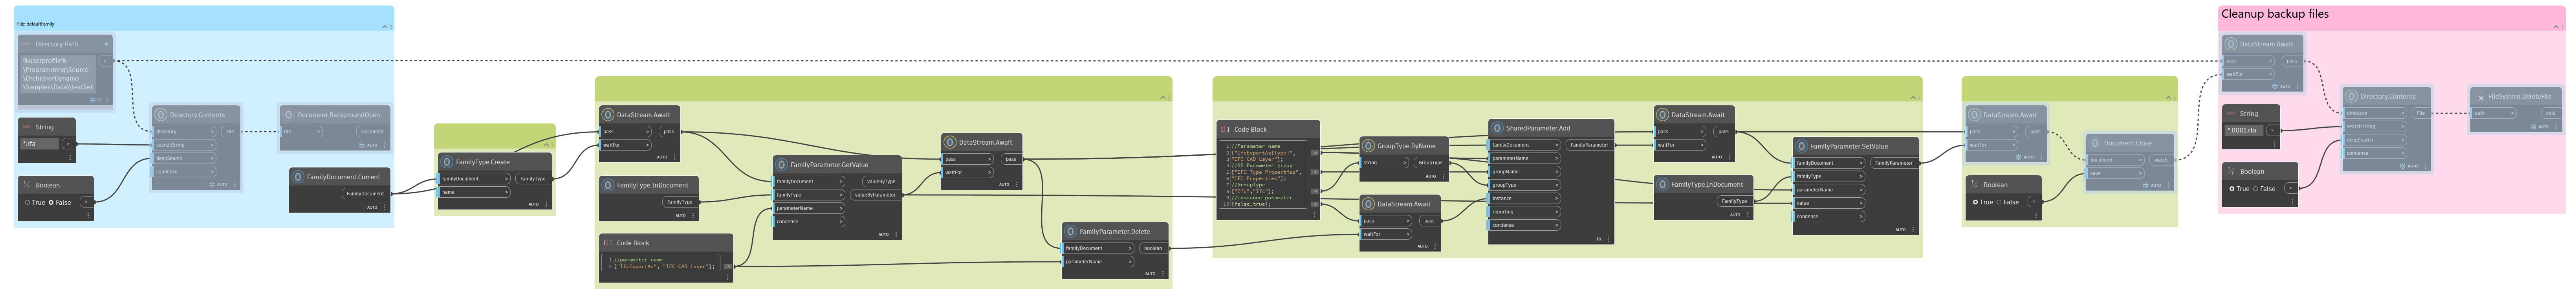 File: defaultfamily
Directory Path
%userprofile%
\Programming\Source
\OrchidForDynamo
\Samples\Data\testSet
String
*.rfa
Boolean
True
False
Directory.Contents
directory
>
File
searchString
>
deepSearch
>
condense
>
AUTO
Document.BackgroundOpen
file
>
Document
AUTO
FamilyDocument.Current
FamilyDocument
AUTO
FamilyType.Create
familyDocument
>
FamilyType
name
>
AUTO
DataStream.Await
pass
>
pass
waitFor
>
AUTO
FamilyType.InDocument
FamilyType
AUTO
Code Block
1 //parameter name
2 ["IfcExportAs", "IFC CAD Layer"];
FamilyParameter.GetValue
familyDocument
>
valueByType
familyType
>
valueByParameter
parameterName
>
condense
>
AUTO
DataStream.Await
pass
>
pass
waitFor
>
AUTO
FamilyParameter.Delete
familyDocument
>
boolean
parameterName
>
AUTO
Code Block
1 //Parameter name
2 ["IfcExportAs[Type]",
3 "IFC CAD Layer"];
4 //SP Parameter group
5 ["IFC Type Properties",
6 "IFC Properties"];
7 //GroupType
8 ["Ifc","Ifc"];
9 //Instance parameter
10 [false,true];
GroupType.ByName
string
>
GroupType
AUTO
DataStream.Await
pass
>
pass
waitFor
>
AUTO
SharedParameter.Add
familyDocument
>
FamilyParameter
parameterName
>
groupName
>
groupType
>
instance
>
reporting
>
condense
>
DataStream.Await
pass
>
pass
waitFor
>
AUTO
FamilyType.InDocument
FamilyType
AUTO
FamilyParameter.SetValue
familyDocument
>
FamilyParameter
familyType
>
parameterName
>
value
>
condense
>
AUTO
DataStream.Await
pass
>
pass
waitFor
>
AUTO
Boolean
True
False
Document.Close
document
>
watch
save
>
AUTO
Cleanup backup files
DataStream.Await
pass
>
pass
waitFor
>
AUTO
String
*.0001.rfa
Boolean
True
False
Directory.Contents
directory
>
File
searchString
>
deepSearch
>
condense
>
AUTO
FileSystem.DeleteFile
path
>
void
AUTO